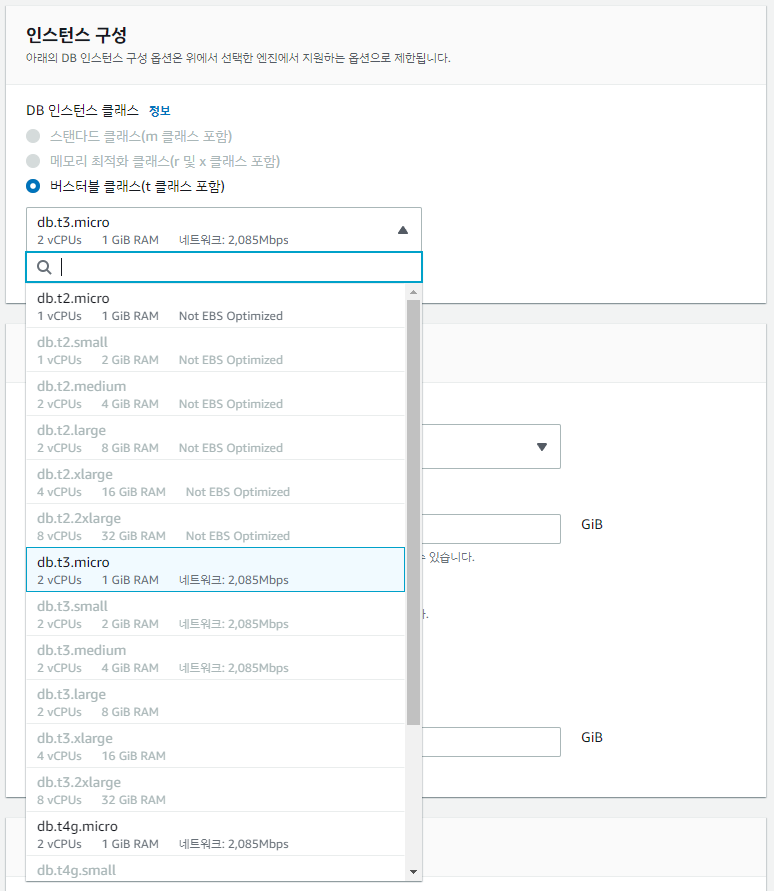 인스턴스 구성
아래의 DB 인스턴스 구성 옵션은 위에서 선택한 엔진에서 지원하는 옵션으로 제한됩니다.
DB 인스턴스 클래스 정보
스탠다드 클래스(m 클래스 포함)
메모리 최적화 클래스(r 및 x 클래스 포함)
버스터블 클래스(t 클래스 포함)
db.t3.micro
2 vCPUs 1 GiB RAM 네트워크: 2,085Mbps
db.t2.micro
1 vCPUs 1 GiB RAM Not EBS Optimized
db.t2.small
1 vCPUs 2 GiB RAM Not EBS Optimized
db.t2.medium
2 vCPUs 4 GiB RAM Not EBS Optimized
db.t2.large
2 vCPUs 8 GiB RAM Not EBS Optimized
db.t2.xlarge
4 vCPUs 16 GiB RAM Not EBS Optimized
db.t2.2xlarge
GiB
8 vCPUs 32 GiB RAM Not EBS Optimized
있습니다.
db.t3.micro
2 vCPUs 1 GiB RAM 네트워크: 2,085Mbps
db.t3.small
2 vCPUs 2 GiB RAM 네트워크: 2,085Mbps
db.t3.medium
2 vCPUs 4 GiB RAM 네트워크: 2,085Mbps
db.t3.large
2 vCPUs 8 GiB RAM
db.t3.xlarge
GiB
4 vCPUs 16 GiB RAM
db.t3.2xlarge
8 vCPUs 32 GiB RAM
db.t4g.micro
2 vCPUs 1 GiB RAM 네트워크: 2,085Mbps
db.t4g.small